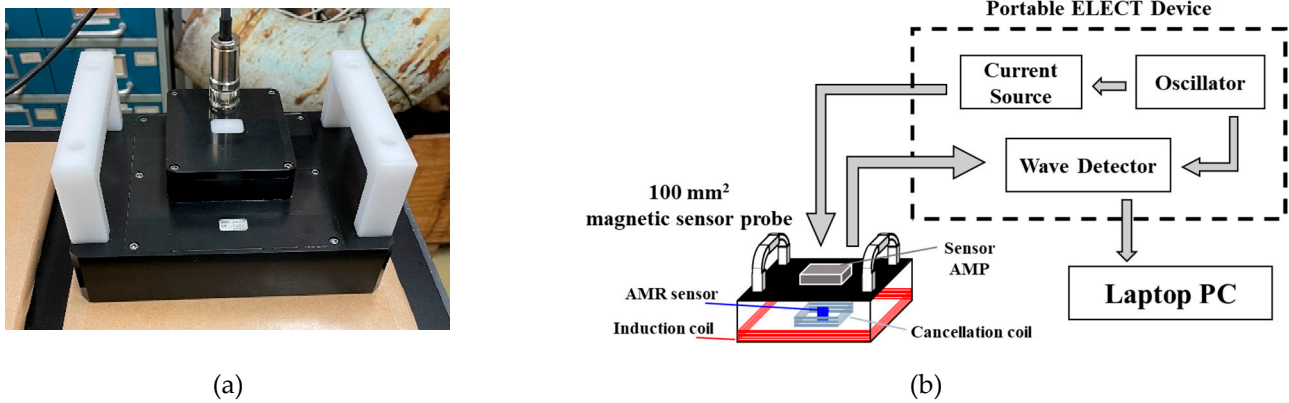 Portable ELECT Device
Current
Source
Oscillator
Wave Detector
100 mm²
magnetic sensor probe
Sensor
AMP
AMR sensor
Induction coil
Cancellation coil
Laptop PC
(a)
(b)